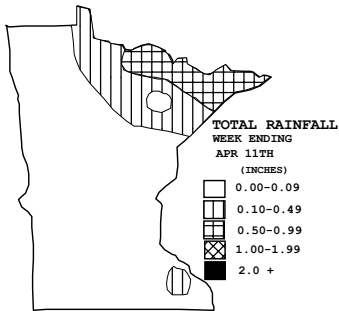 TOTAL RAINFALL
WEEK ENDING
APR 11TH
(INCHES)
0.00-0.09
0.10-0.49
0.50-0.99
1.00-1.99
2.0 +